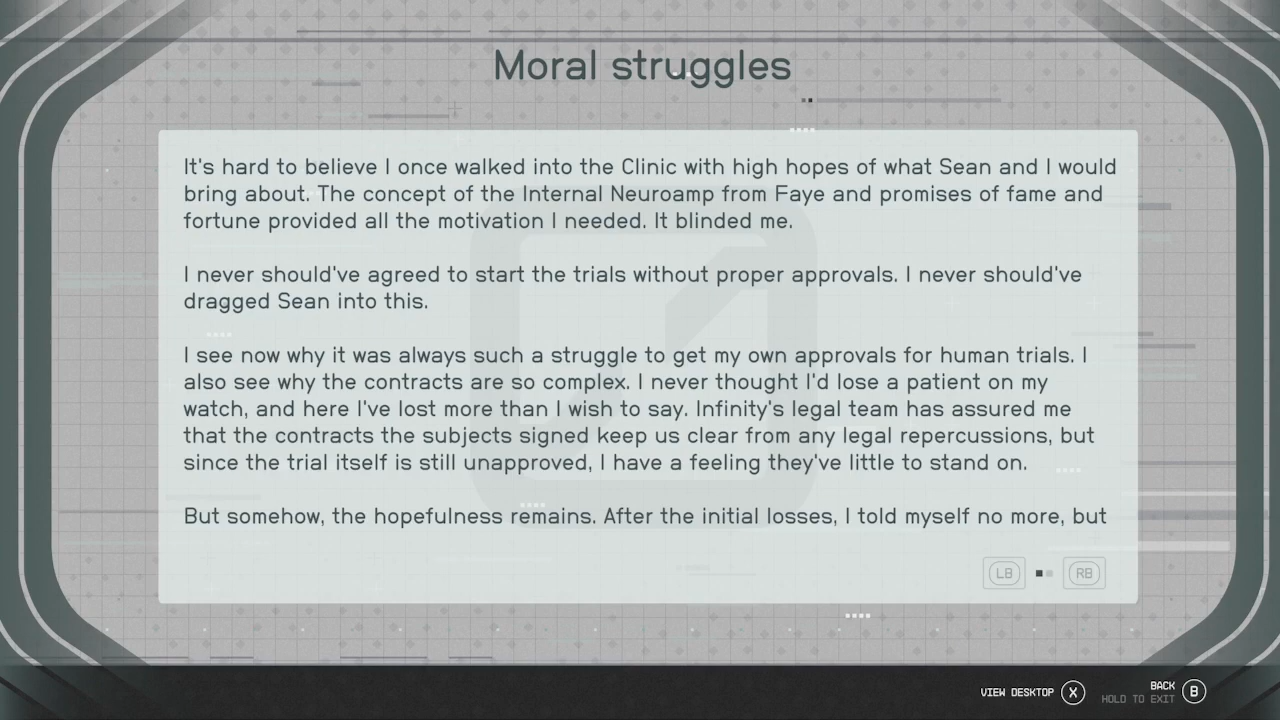 Moral struggles
It's hard to believe I once walked into the Clinic with high hopes of what Sean and I would
bring about. The concept of the Internal Neuroamp from Faye and promises of fame and
fortune provided all the motivation I needed. It blinded me.
I never should've agreed to start the trials without proper approvals. I never should've
dragged Sean into this.
I see now why it was always such a struggle to get my own approvals for human trials. I
also see why the contracts are so complex. I never thought I'd lose a patient on my
watch, and here I've lost more than I wish to say. Infinity's legal team has assured me
that the contracts the subjects signed keep us clear from any legal repercussions, but
since the trial itself is still unapproved, I have a feeling they've little to stand on.
But somehow, the hopefulness remains. After the initial losses, I told myself no more, but
LB RB
VIEW DESKTOP X
BACK B
HOLD TO EXIT